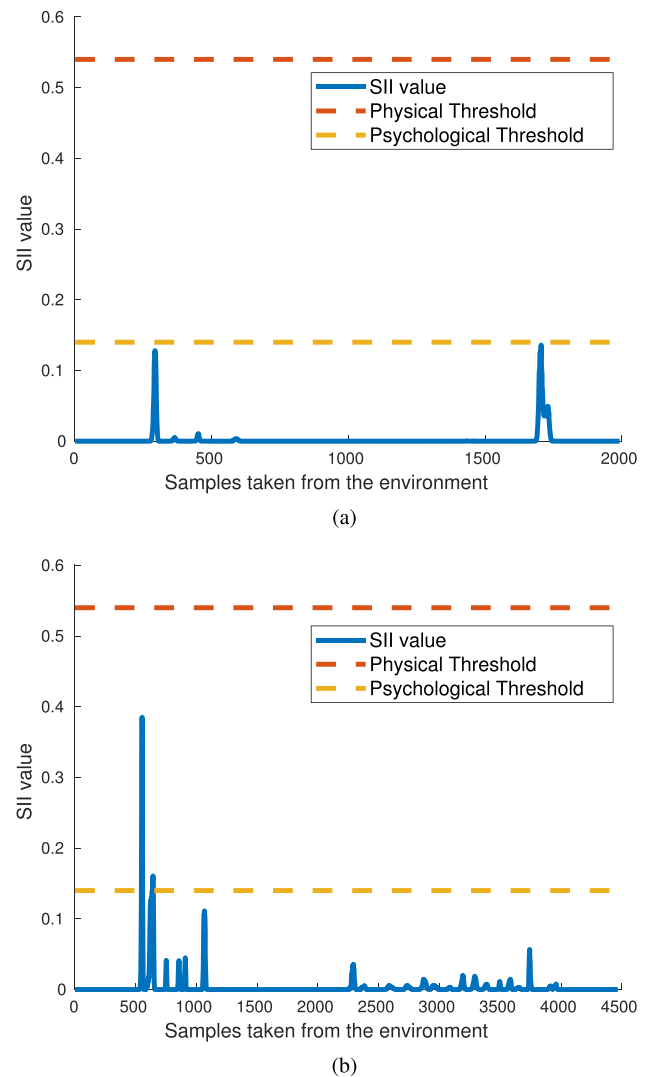 0.6
0.5
0.4
0.3
0.2
0.1
0
SII value
SII value
Physical Threshold
Psychological Threshold
0 500 1000 1500 2000
Samples taken from the environment
(a)
0.6
0.5
0.4
0.3
0.2
0.1
0
SII value
SII value
Physical Threshold
Psychological Threshold
0 500 1000 1500 2000 2500 3000 3500 4000 4500
Samples taken from the environment
(b)